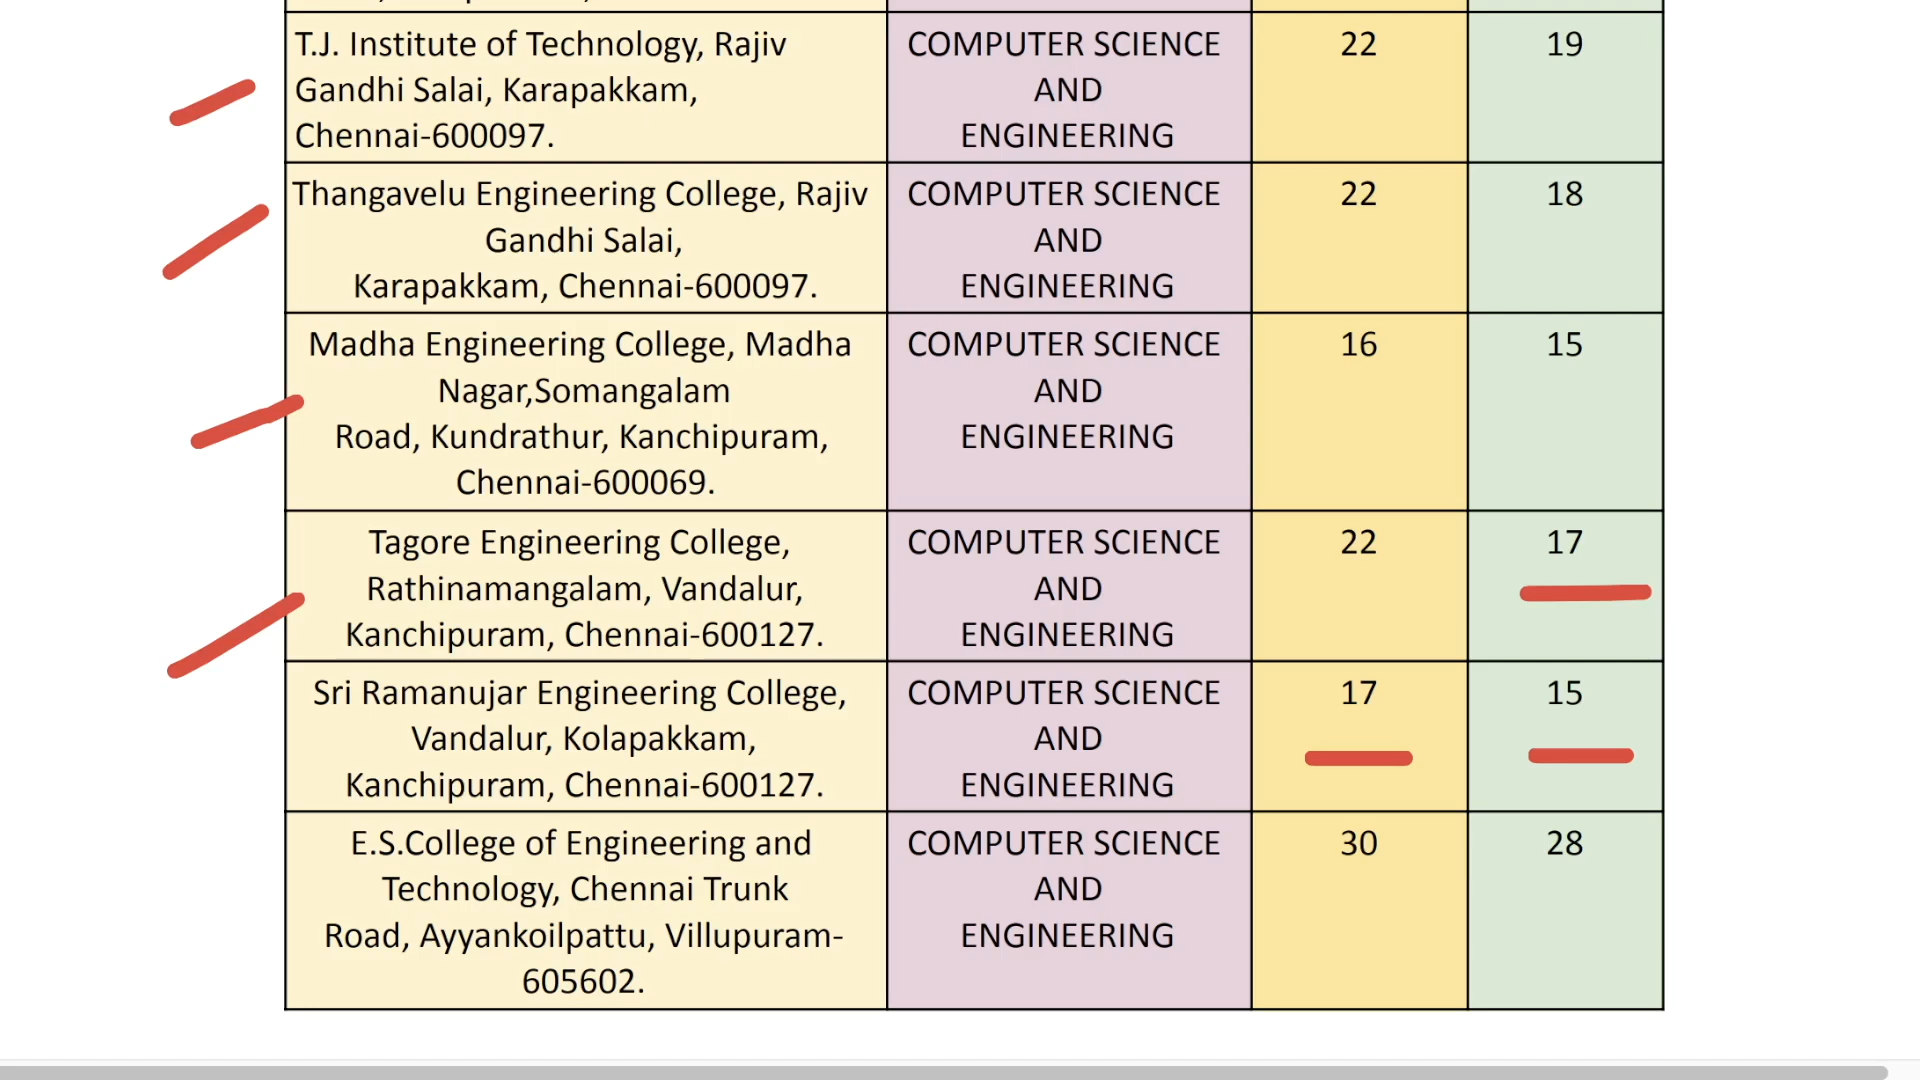 T.J. Institute of Technology, Rajiv
Gandhi Salai, Karapakkam,
Chennai-600097.
COMPUTER SCIENCE
AND
ENGINEERING
22
19
Thangavelu Engineering College, Rajiv
Gandhi Salai,
Karapakkam, Chennai-600097.
COMPUTER SCIENCE
AND
ENGINEERING
22
18
Madha Engineering College, Madha
Nagar,Somangalam
Road, Kundrathur, Kanchipuram,
Chennai-600069.
COMPUTER SCIENCE
AND
ENGINEERING
16
15
Tagore Engineering College,
Rathinamangalam, Vandalur,
Kanchipuram, Chennai-600127.
COMPUTER SCIENCE
AND
ENGINEERING
22
17
Sri Ramanujar Engineering College,
Vandalur, Kolapakkam,
Kanchipuram, Chennai-600127.
COMPUTER SCIENCE
AND
ENGINEERING
17
15
E.S.College of Engineering and
Technology, Chennai Trunk
Road, Ayyankoilpattu, Villupuram-
605602.
COMPUTER SCIENCE
AND
ENGINEERING
30
28